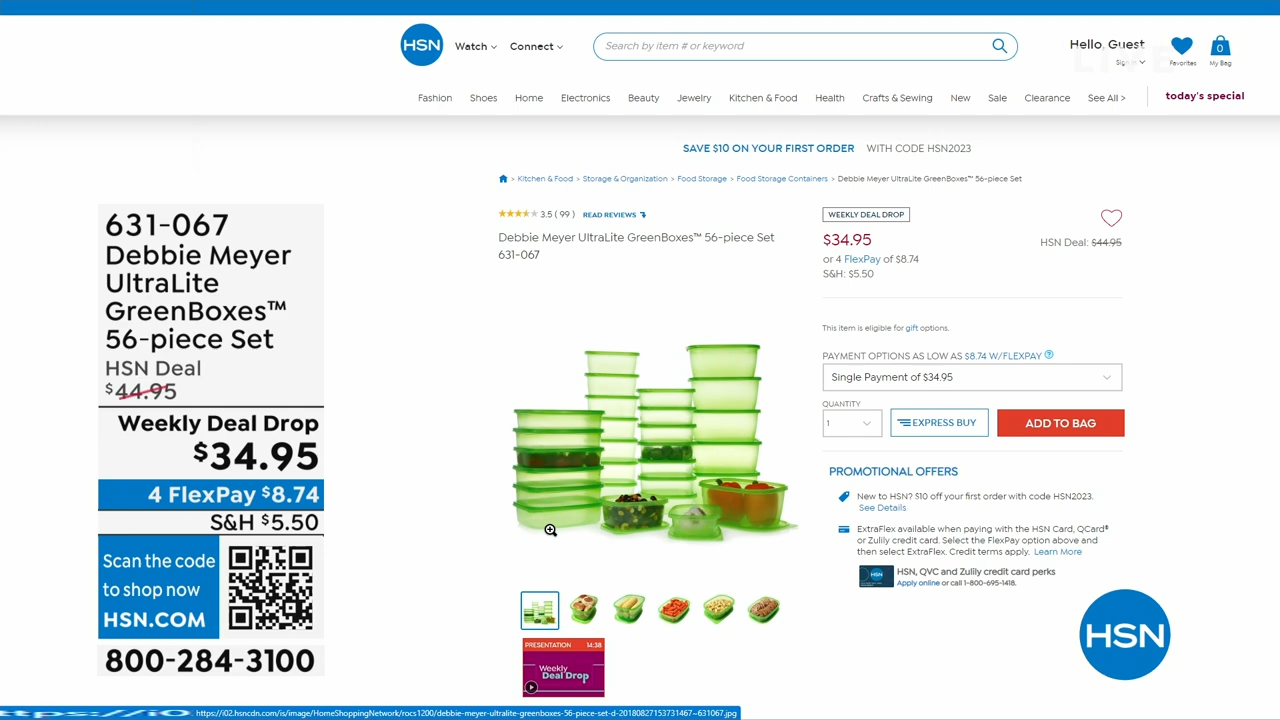 HSN
Watch
Connect
Search by item # or keyword
Hello, Guest
Favorites
0
My Bag
LIVE
Fashion
Shoes
Home
Electronics
Beauty
Jewelry
Kitchen & Food
Health
Crafts & Sewing
New
Sale
Clearance
See All >
today's special
SAVE $10 ON YOUR FIRST ORDER WITH CODE HSN2023
> Kitchen & Food > Storage & Organization > Food Storage > Food Storage Containers > Debbie Meyer UltraLite GreenBoxes™ 56-piece Set
631-067
Debbie Meyer
UltraLite
GreenBoxes™
56-piece Set
HSN Deal
$44.95
Weekly Deal Drop
$34.95
4 FlexPay $8.74
S&H $5.50
Scan the code
to shop now
HSN.COM
800-284-3100
3.5 ( 99 ) READ REVIEWS
Debbie Meyer UltraLite GreenBoxes™ 56-piece Set
631-067
PRESENTATION 14:38
Weekly
Deal Drop
WEEKLY DEAL DROP
$34.95
HSN Deal: $44.95
or 4 FlexPay of $8.74
S&H: $5.50
This item is eligible for gift options.
PAYMENT OPTIONS AS LOW AS $8.74 W/FLEXPAY ?
Single Payment of $34.95
QUANTITY
1
EXPRESS BUY
ADD TO BAG
PROMOTIONAL OFFERS
New to HSN? $10 off your first order with code HSN2023.
See Details
ExtraFlex available when paying with the HSN Card, QCard®
or Zulily credit card. Select the FlexPay option above and
then select ExtraFlex. Credit terms apply. Learn More
HSN
HSN, QVC and Zulily credit card perks
Apply online or call 1-800-695-1418.
HSN
https://i02.hsncdn.com/is/image/HomeShoppingNetwork/rocs1200/debbie-meyer-ultralite-greenboxes-56-piece-set-d-20180827153731467~631067.jpg